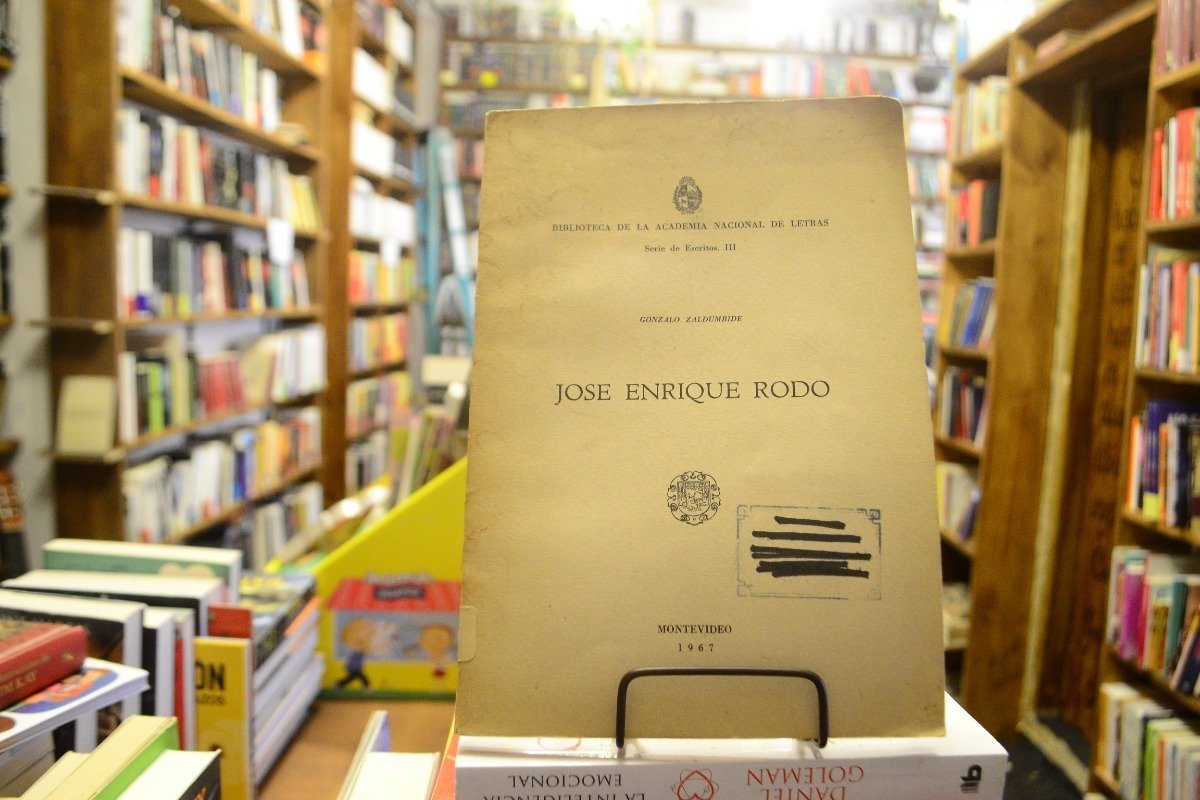 BIBLIOTECA DE LA ACADEMIA NACIONAL DE LETRAS
Serie de Escritos. III
GONZALO ZALDUMBIDE
JOSE ENRIQUE RODO
MONTEVIDEO
1967
DANIEL
GOLEMAN
LA INTELIGENCIA
EMOCIONAL